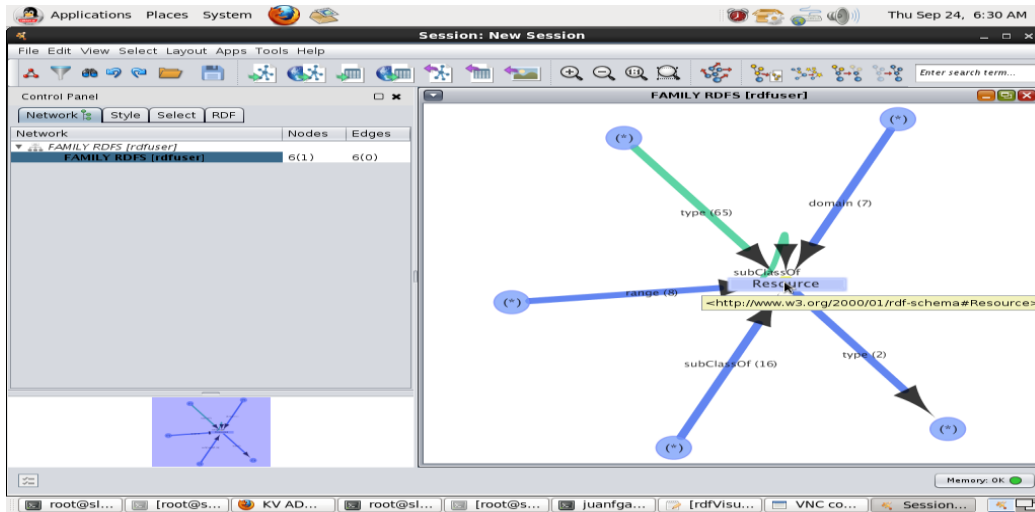 Applications Places System Thu Sep 24, 6:30 AM
Session: New Session
File Edit View Select Layout Apps Tools Help
Enter search term...
Control Panel
Network Style Select RDF
Network Nodes Edges
FAMILY RDFS [rdfuser]
FAMILY RDFS [rdfuser] 6(1) 6(0)
FAMILY RDFS [rdfuser]
(*)
(*)
type (65)
domain (7)
subClassOf
Resource
<http://www.w3.org/2000/01/rdf-schema#Resource>
range (8)
(*)
subClassOf (16)
type (2)
(*)
(*)
Memory: OK
root@sl... [root@s... KV AD... root@sl... [root@s... juanfga... [rdfVisu... VNC co... Session...